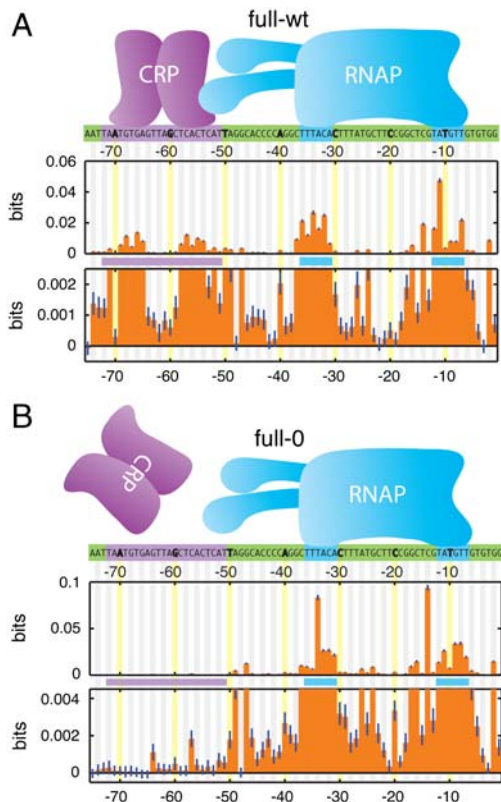 A
full-wt
CRP
RNAP
AATTAATGTGAGTTAGCTCACTCATTAGGCACCCCAGGCTTTACACTTTATGCTTCCGGCTCGTATGTTGTGTGG
-70 -60 -50 -40 -30 -20 -10
0.06
0.04
0.02
0
bits
0.002
0.001
0
bits
-70 -60 -50 -40 -30 -20 -10
B
full-0
CRP
RNAP
AATTAATGTGAGTTAGCTCACTCATTAGGCACCCCAGGCTTTACACTTTATGCTTCCGGCTCGTATGTTGTGTGG
-70 -60 -50 -40 -30 -20 -10
0.1
0.05
0
bits
0.004
0.002
0
bits
-70 -60 -50 -40 -30 -20 -10